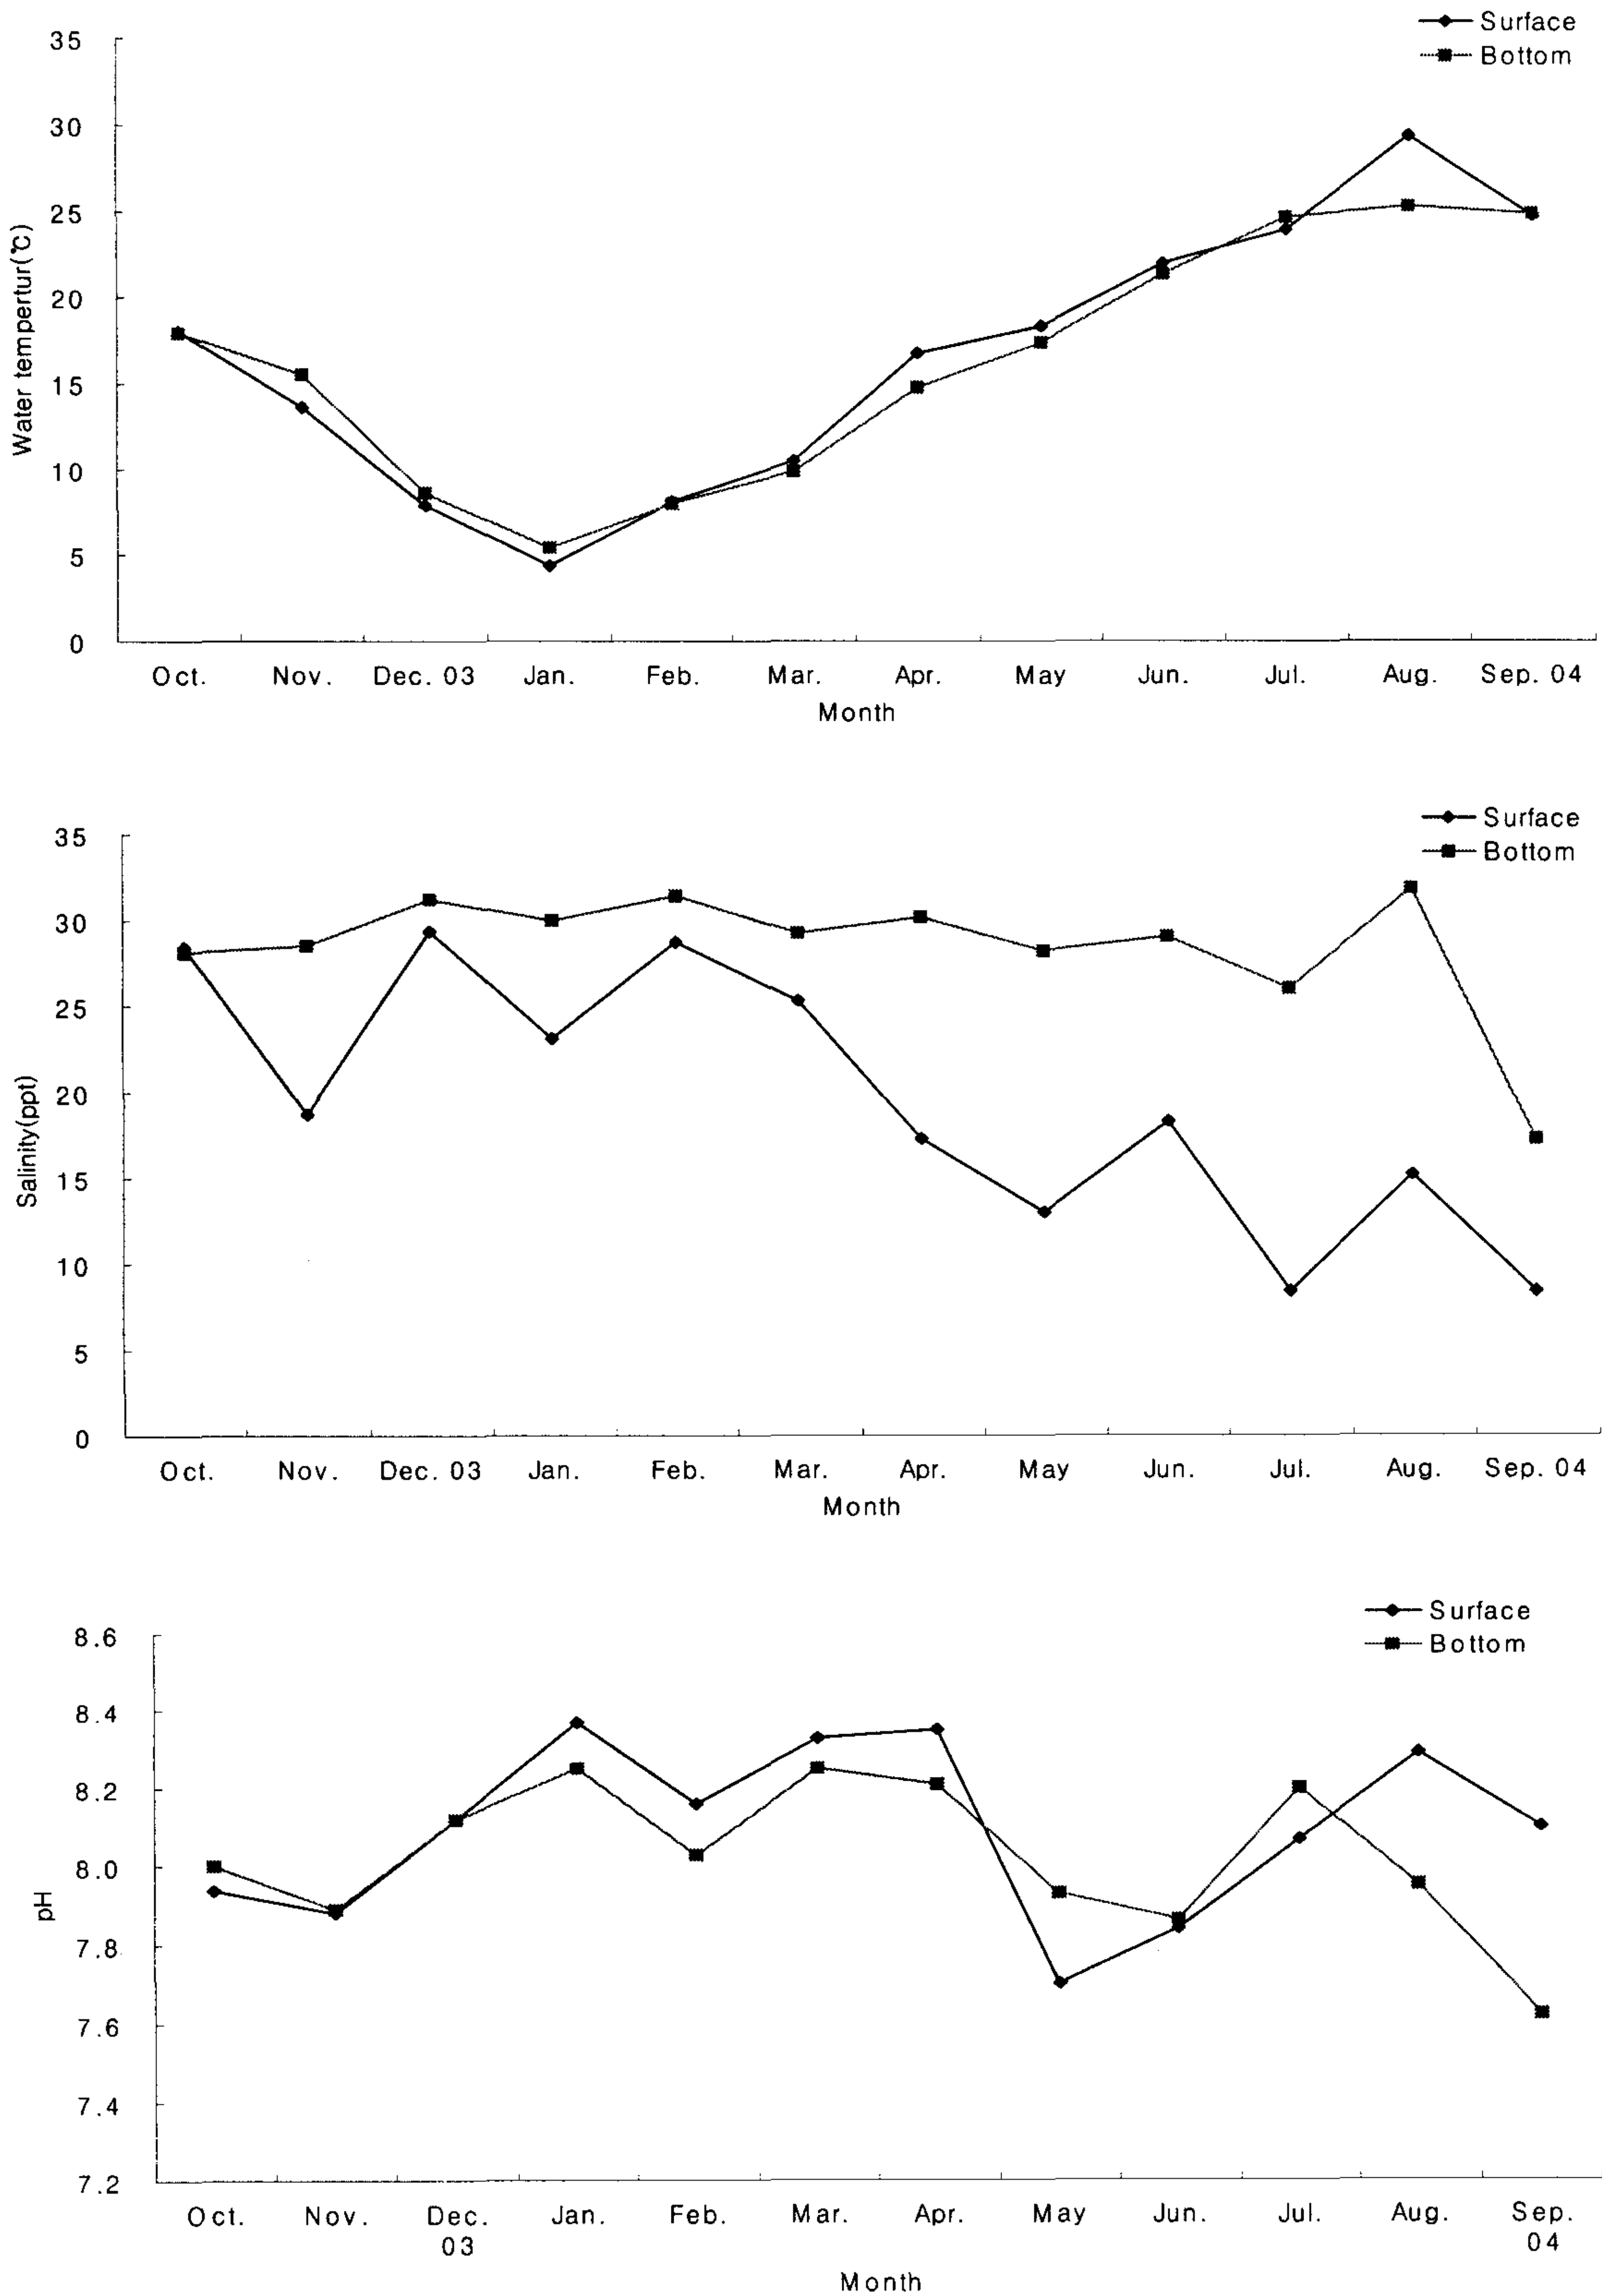 Surface
Bottom
35
30
25
20
15
10
5
0
Water tempertur(℃)
Oct. Nov. Dec. 03 Jan. Feb. Mar. Apr. May Jun. Jul. Aug. Sep. 04
Month
Surface
Bottom
35
30
25
20
15
10
5
0
Salinity(ppt)
Oct. Nov. Dec. 03 Jan. Feb. Mar. Apr. May Jun. Jul. Aug. Sep. 04
Month
Surface
Bottom
8.6
8.4
8.2
8.0
7.8
7.6
7.4
7.2
pH
Oct. Nov. Dec. Jan. Feb. Mar. Apr. May Jun. Jul. Aug. Sep.
03 04
Month